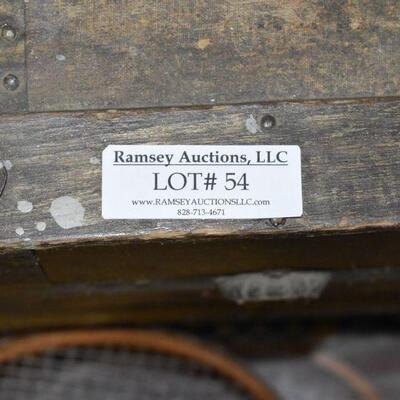 Ramsey Auctions, LLC
LOT# 54
www.RAMSEYAUCTIONSLLC.com
828-713-4671